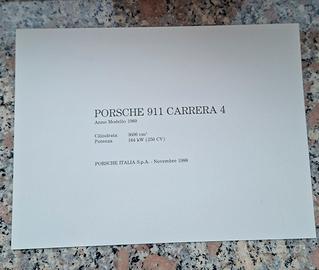 PORSCHE 911 CARRERA 4
Anno Modello 1989
Cilindrata 3600 cm³
Potenza 184 kW (250 CV)
PORSCHE ITALIA S.p.A. - Novembre 1988